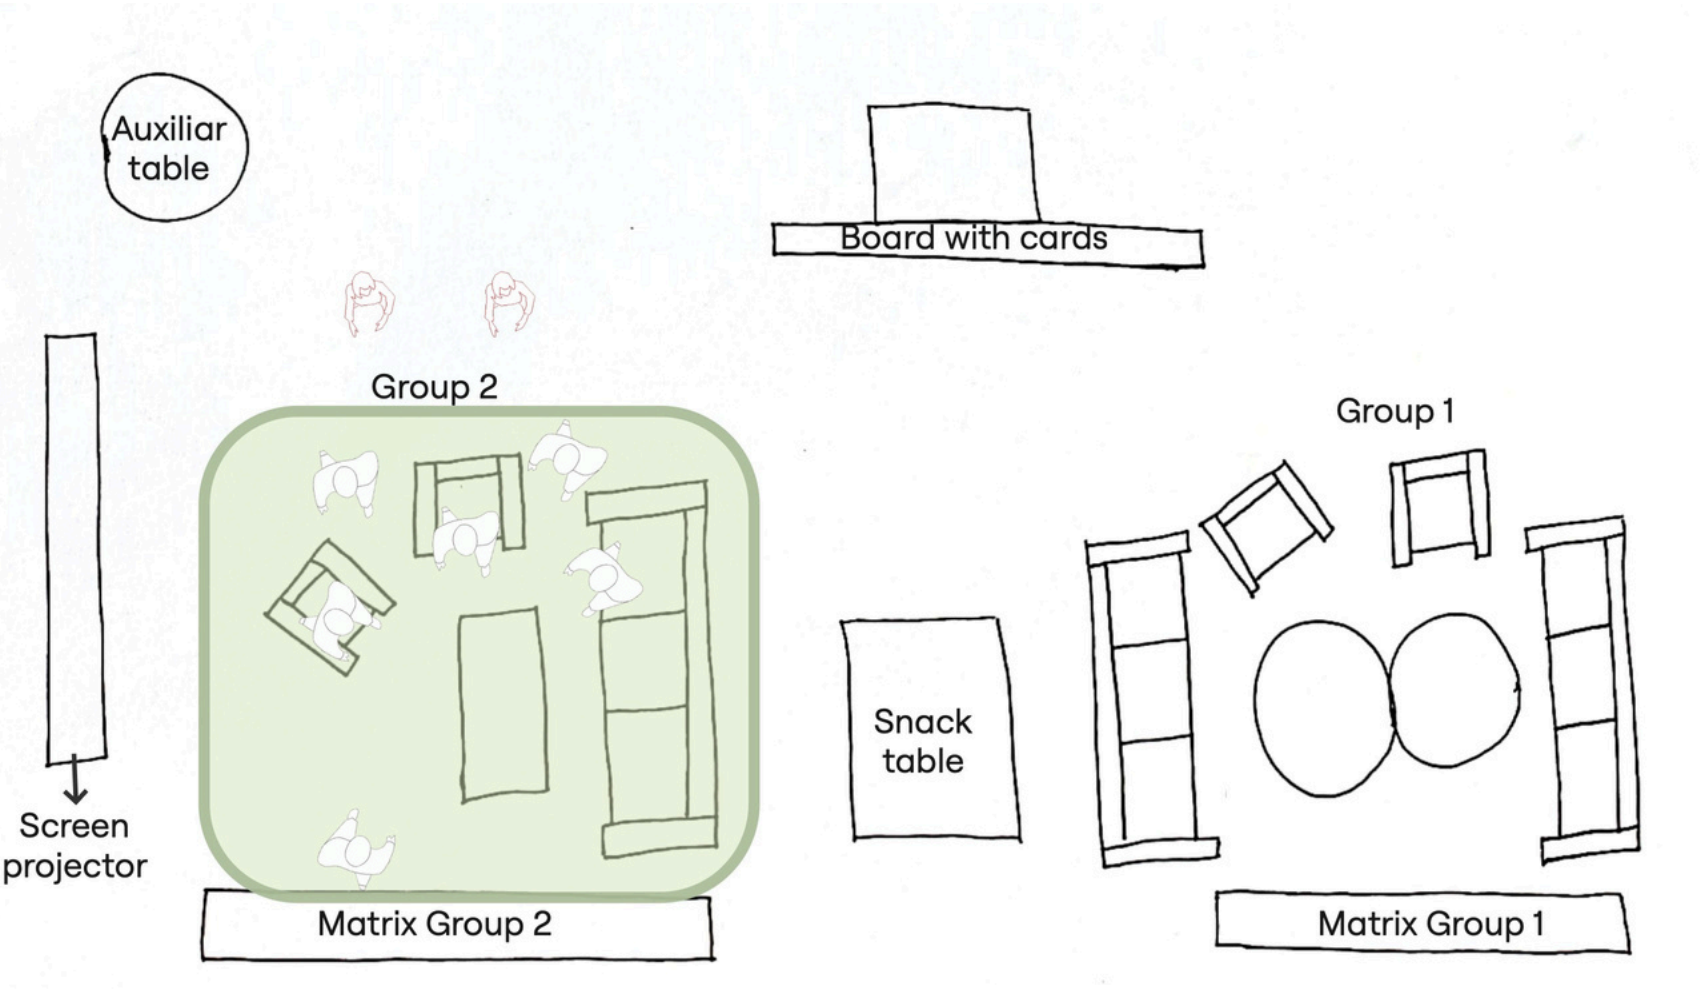 Auxiliar
table
Board with cards
Group 2
Group 1
Snack
table
Screen
projector
Matrix Group 2
Matrix Group 1